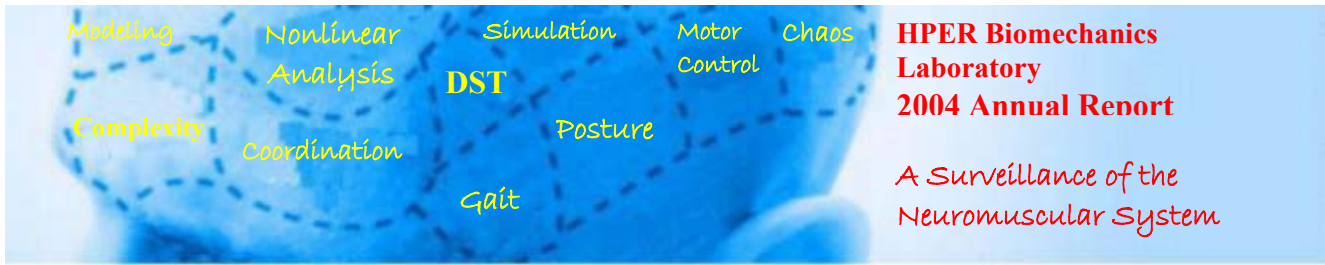 Modeling
Nonlinear
Analysis
Simulation
Motor
Control
Chaos
DST
Complexity
Coordination
Posture
Gait
HPER Biomechanics
Laboratory
2004 Annual Report
A Surveillance of the
Neuromuscular System